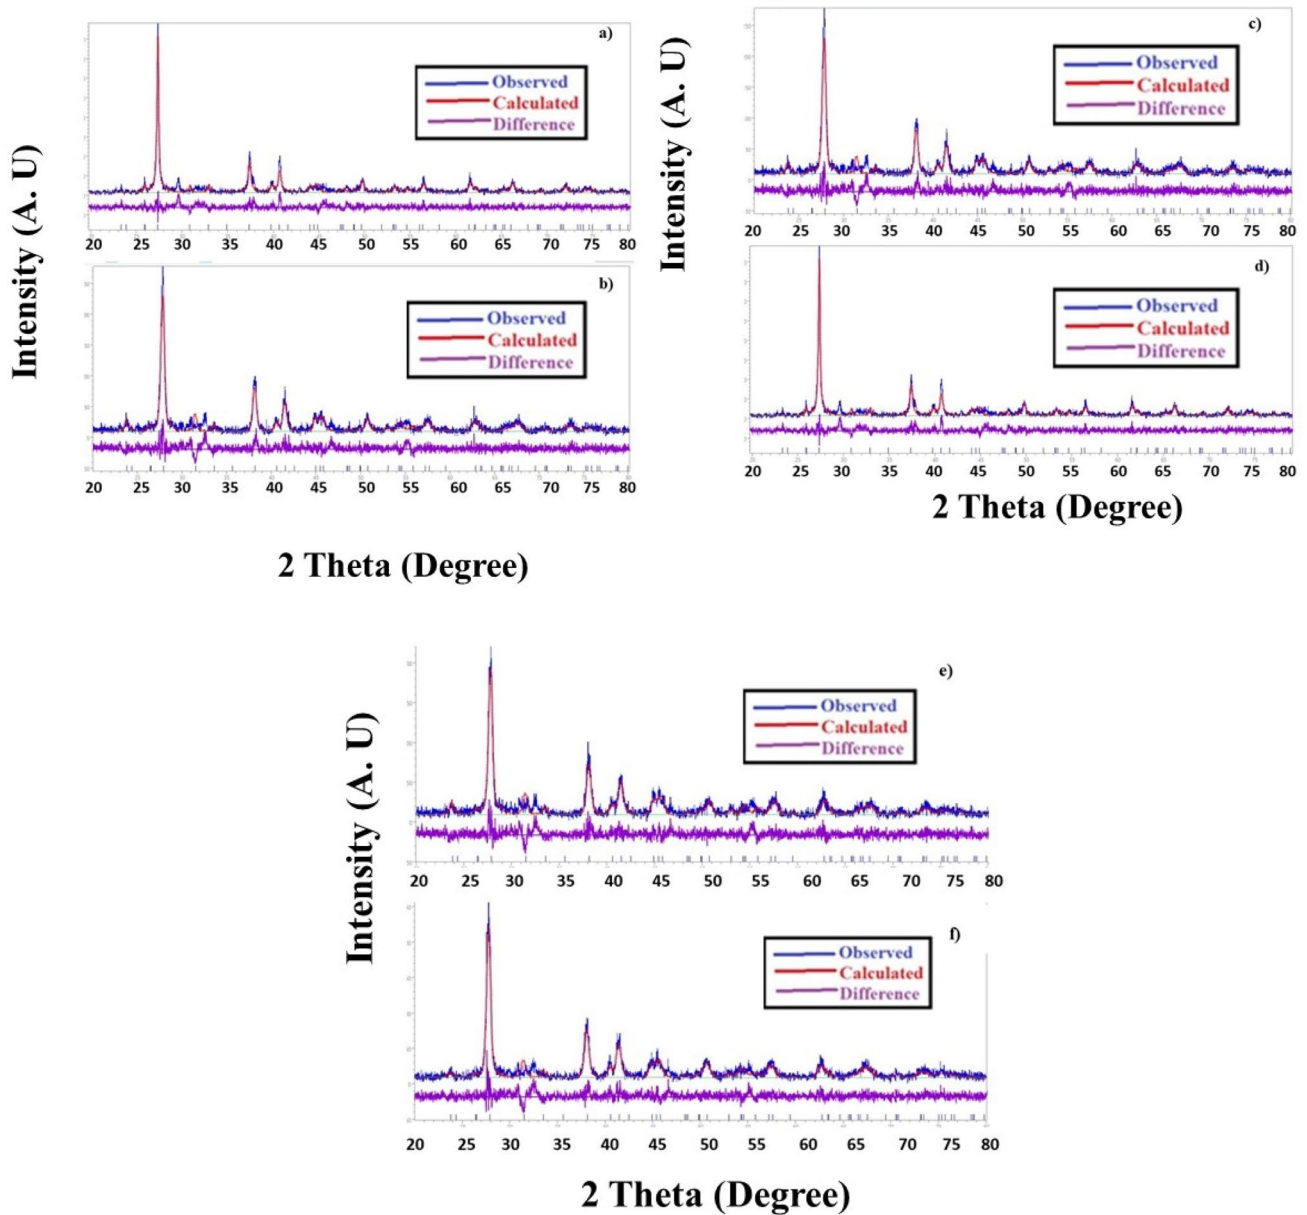 a)
Observed
Calculated
Difference
Intensity (A. U)
20 25 30 35 40 45 50 55 60 65 70 75 80
b)
Observed
Calculated
Difference
20 25 30 35 40 45 50 55 60 65 70 75 80
2 Theta (Degree)
c)
Observed
Calculated
Difference
Intensity (A. U)
20 25 30 35 40 45 50 55 60 65 70 75 80
d)
Observed
Calculated
Difference
20 25 30 35 40 45 50 55 60 65 70 75 80
2 Theta (Degree)
e)
Observed
Calculated
Difference
Intensity (A. U)
20 25 30 35 40 45 50 55 60 65 70 75 80
f)
Observed
Calculated
Difference
20 25 30 35 40 45 50 55 60 65 70 75 80
2 Theta (Degree)